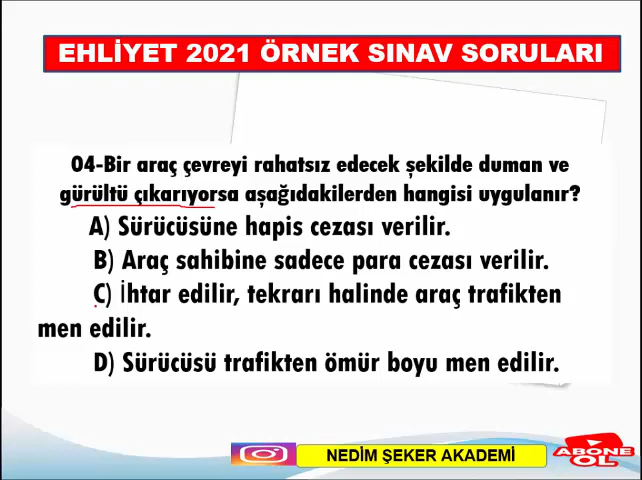 EHLİYET 2021 ÖRNEK SINAV SORULARI
04-Bir araç çevreyi rahatsız edecek şekilde duman ve
gürültü çıkarıyorsa aşağıdakilerden hangisi uygulanır?
A) Sürücüsüne hapis cezası verilir.
B) Araç sahibine sadece para cezası verilir.
C) İhtar edilir, tekrarı halinde araç trafikten
men edilir.
D) Sürücüsü trafikten ömür boyu men edilir.
NEDİM ŞEKER AKADEMİ
ABONE
OL